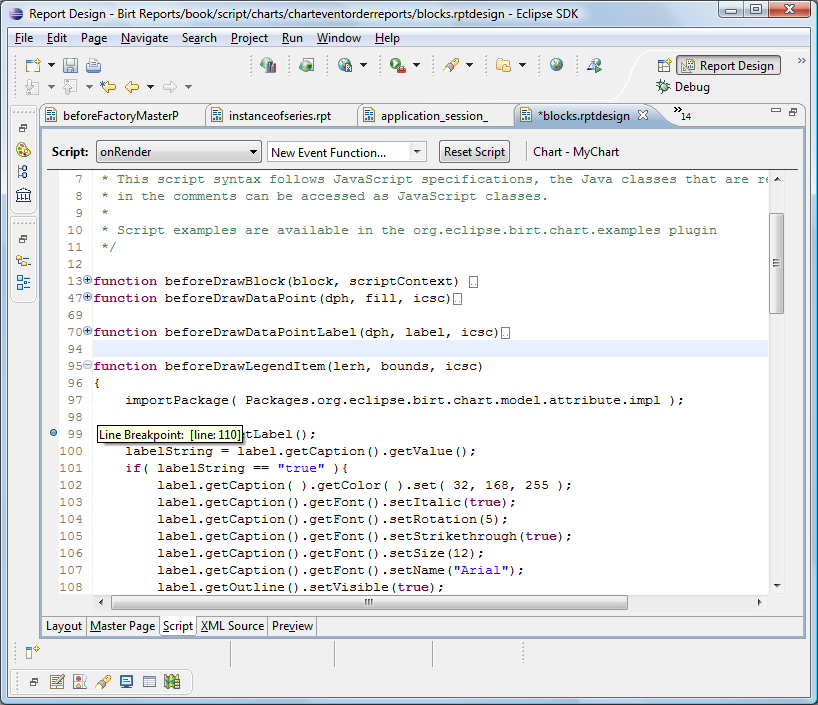 Report Design - Birt Reports/book/script/charts/charteventorderreports/blocks.rptdesign - Eclipse SDK
File Edit Page Navigate Search Project Run Window Help
Report Design
Debug
beforeFactoryMasterP instanceofseries.rpt application_session_ *blocks.rptdesign 14
Script: onRender New Event Function... Reset Script Chart - MyChart
7 * This script syntax follows JavaScript specifications, the Java classes that are re
8 * in the comments can be accessed as JavaScript classes.
9 *
10 * Script examples are available in the org.eclipse.birt.chart.examples plugin
11 */
12
13 function beforeDrawBlock(block, scriptContext)
47 function beforeDrawDataPoint(dph, fill, icsc)
69
70 function beforeDrawDataPointLabel(dph, label, icsc)
94
95 function beforeDrawLegendItem(lerh, bounds, icsc)
96 {
97 importPackage( Packages.org.eclipse.birt.chart.model.attribute.impl );
98
99 Line Breakpoint: [line: 110] tLabel();
100 labelString = label.getCaption().getValue();
101 if( labelString == "true" ){
102 label.getCaption( ).getColor( ).set( 32, 168, 255 );
103 label.getCaption().getFont().setItalic(true);
104 label.getCaption().getFont().setRotation(5);
105 label.getCaption().getFont().setStrikethrough(true);
106 label.getCaption().getFont().setSize(12);
107 label.getCaption().getFont().setName("Arial");
108 label.getOutline().setVisible(true);
Layout Master Page Script XML Source Preview